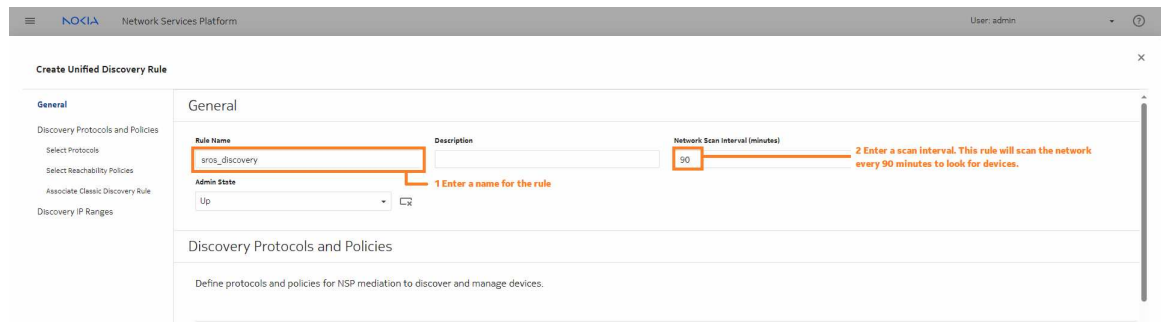 NOKIA Network Services Platform User: admin
Create Unified Discovery Rule
General
Discovery Protocols and Policies
Select Protocols
Select Reachability Policies
Associate Classic Discovery Rule
Discovery IP Ranges
General
Rule Name Description Network Scan Interval (minutes)
sros_discovery 90
2 Enter a scan interval. This rule will scan the network
every 90 minutes to look for devices.
1 Enter a name for the rule
Admin State
Up
Discovery Protocols and Policies
Define protocols and policies for NSP mediation to discover and manage devices.